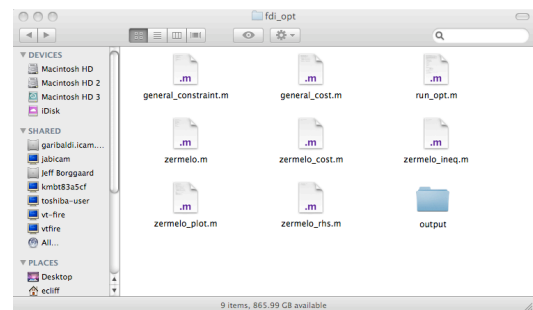 fdi_opt
DEVICES
Macintosh HD
Macintosh HD 2
Macintosh HD 3
iDisk
SHARED
garibaldi.icam....
jabicam
Jeff Borggaard
kmbt83a5cf
toshiba-user
vt-fire
vtfire
All...
PLACES
Desktop
ecliff
.m .m .m
general_constraint.m general_cost.m run_opt.m
.m .m .m
zermelo.m zermelo_cost.m zermelo_ineq.m
.m .m
zermelo_plot.m zermelo_rhs.m output
9 items, 865.99 GB available